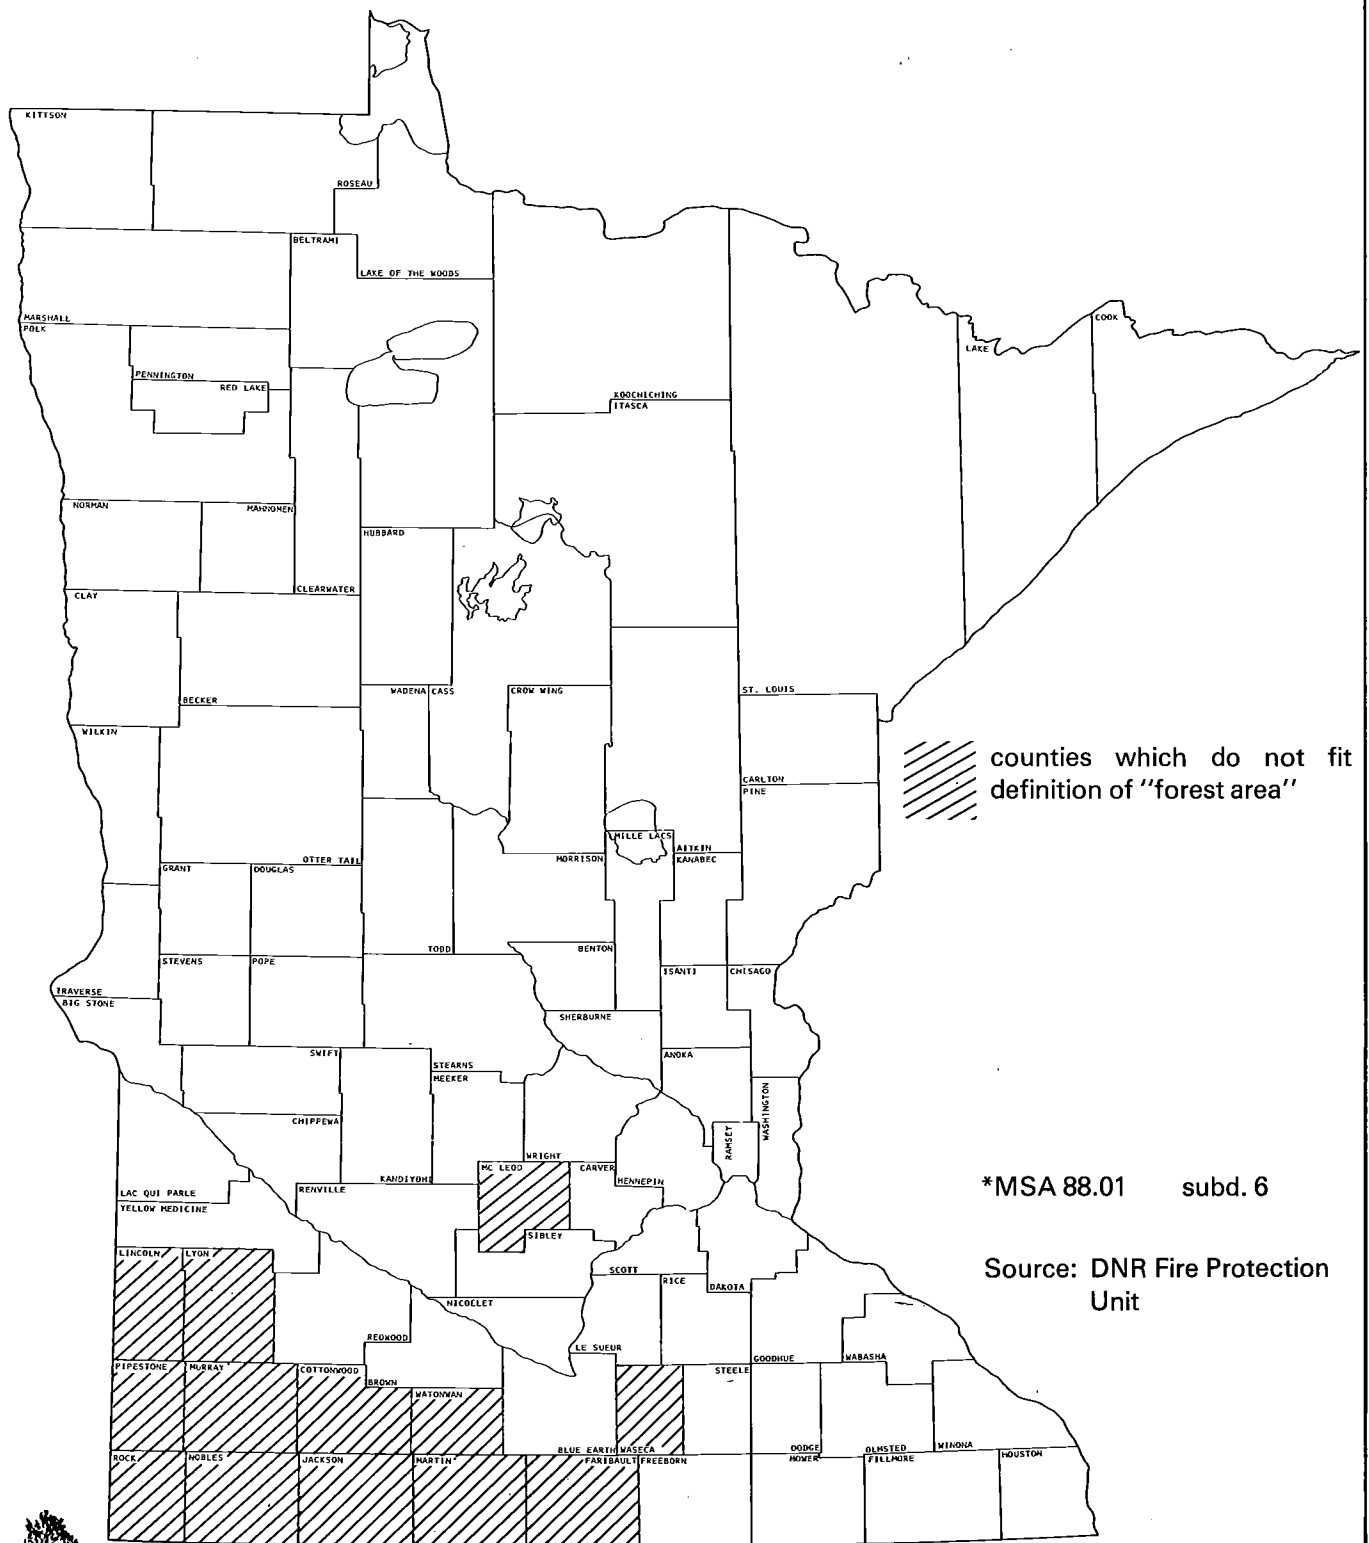 KITTSON
ROSEAU
BELTRAMI
LAKE OF THE WOODS
MARSHALL
POLK
COOK
LAKE
PENNINGTON
RED LAKE
KOOCHICHING
ITASCA
NORMAN
MAHNOMEN
HUBBARD
CLAY
CLEARWATER
WADENA
CASS
CROW WING
ST. LOUIS
BECKER
WILKIN
counties which do not fit
definition of "forest area"
CARLTON
PINE
MILLE LACS
AITKIN
KANABEC
MORRISON
OTTER TAIL
GRANT
DOUGLAS
TODD
BENTON
STEVENS
POPE
ISANTI
CHISAGO
TRAVERSE
BIG STONE
SHERBURNE
SWIFT
ANOKA
STEARNS
MEEKER
WASHINGTON
CHIPPEWA
RAMSEY
WRIGHT
MC LEOD
CARVER
HENNEPIN
KANDIYOHI
RENVILLE
LAC QUI PARLE
YELLOW MEDICINE
*MSA 88.01 subd. 6
SIBLEY
LINCOLN
LYON
SCOTT
RICE
DAKOTA
Source: DNR Fire Protection
Unit
NICOLLET
REDWOOD
LE SUEUR
GOODHUE
WABASHA
PIPESTONE
MURRAY
COTTONWOOD
BROWN
WATONWAN
STEELE
BLUE EARTH
WASECA
DODGE
MOWER
OLMSTED
FILLMORE
WINONA
HOUSTON
ROCK
NOBLES
JACKSON
MARTIN
FARIBAULT
FREEBORN